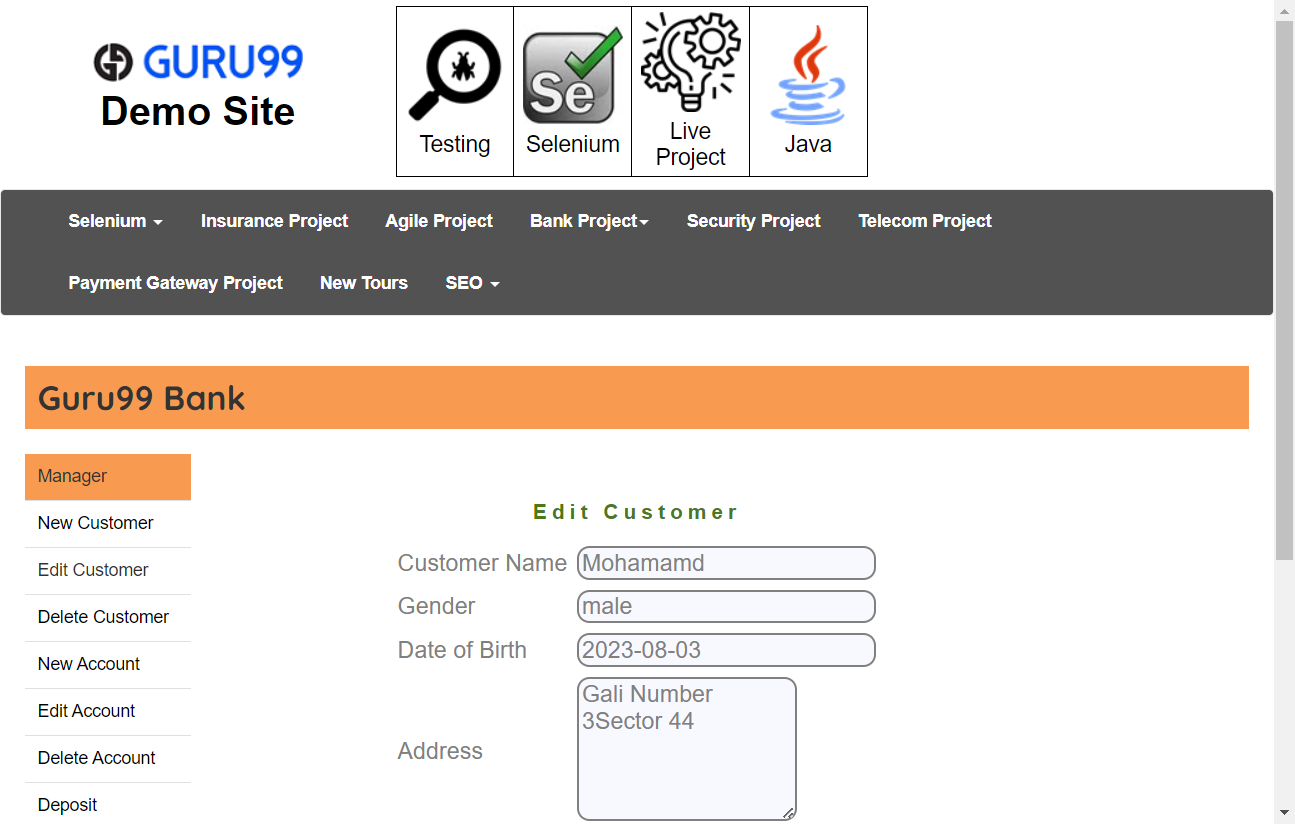 GURU99
Demo Site
Testing
Se
Selenium
Live
Project
Java
Selenium
Insurance Project
Agile Project
Bank Project
Security Project
Telecom Project
Payment Gateway Project
New Tours
SEO
Guru99 Bank
Manager
New Customer
Edit Customer
Delete Customer
New Account
Edit Account
Delete Account
Deposit
Edit Customer
Customer Name Mohamamd
Gender male
Date of Birth 2023-08-03
Address Gali Number
3Sector 44